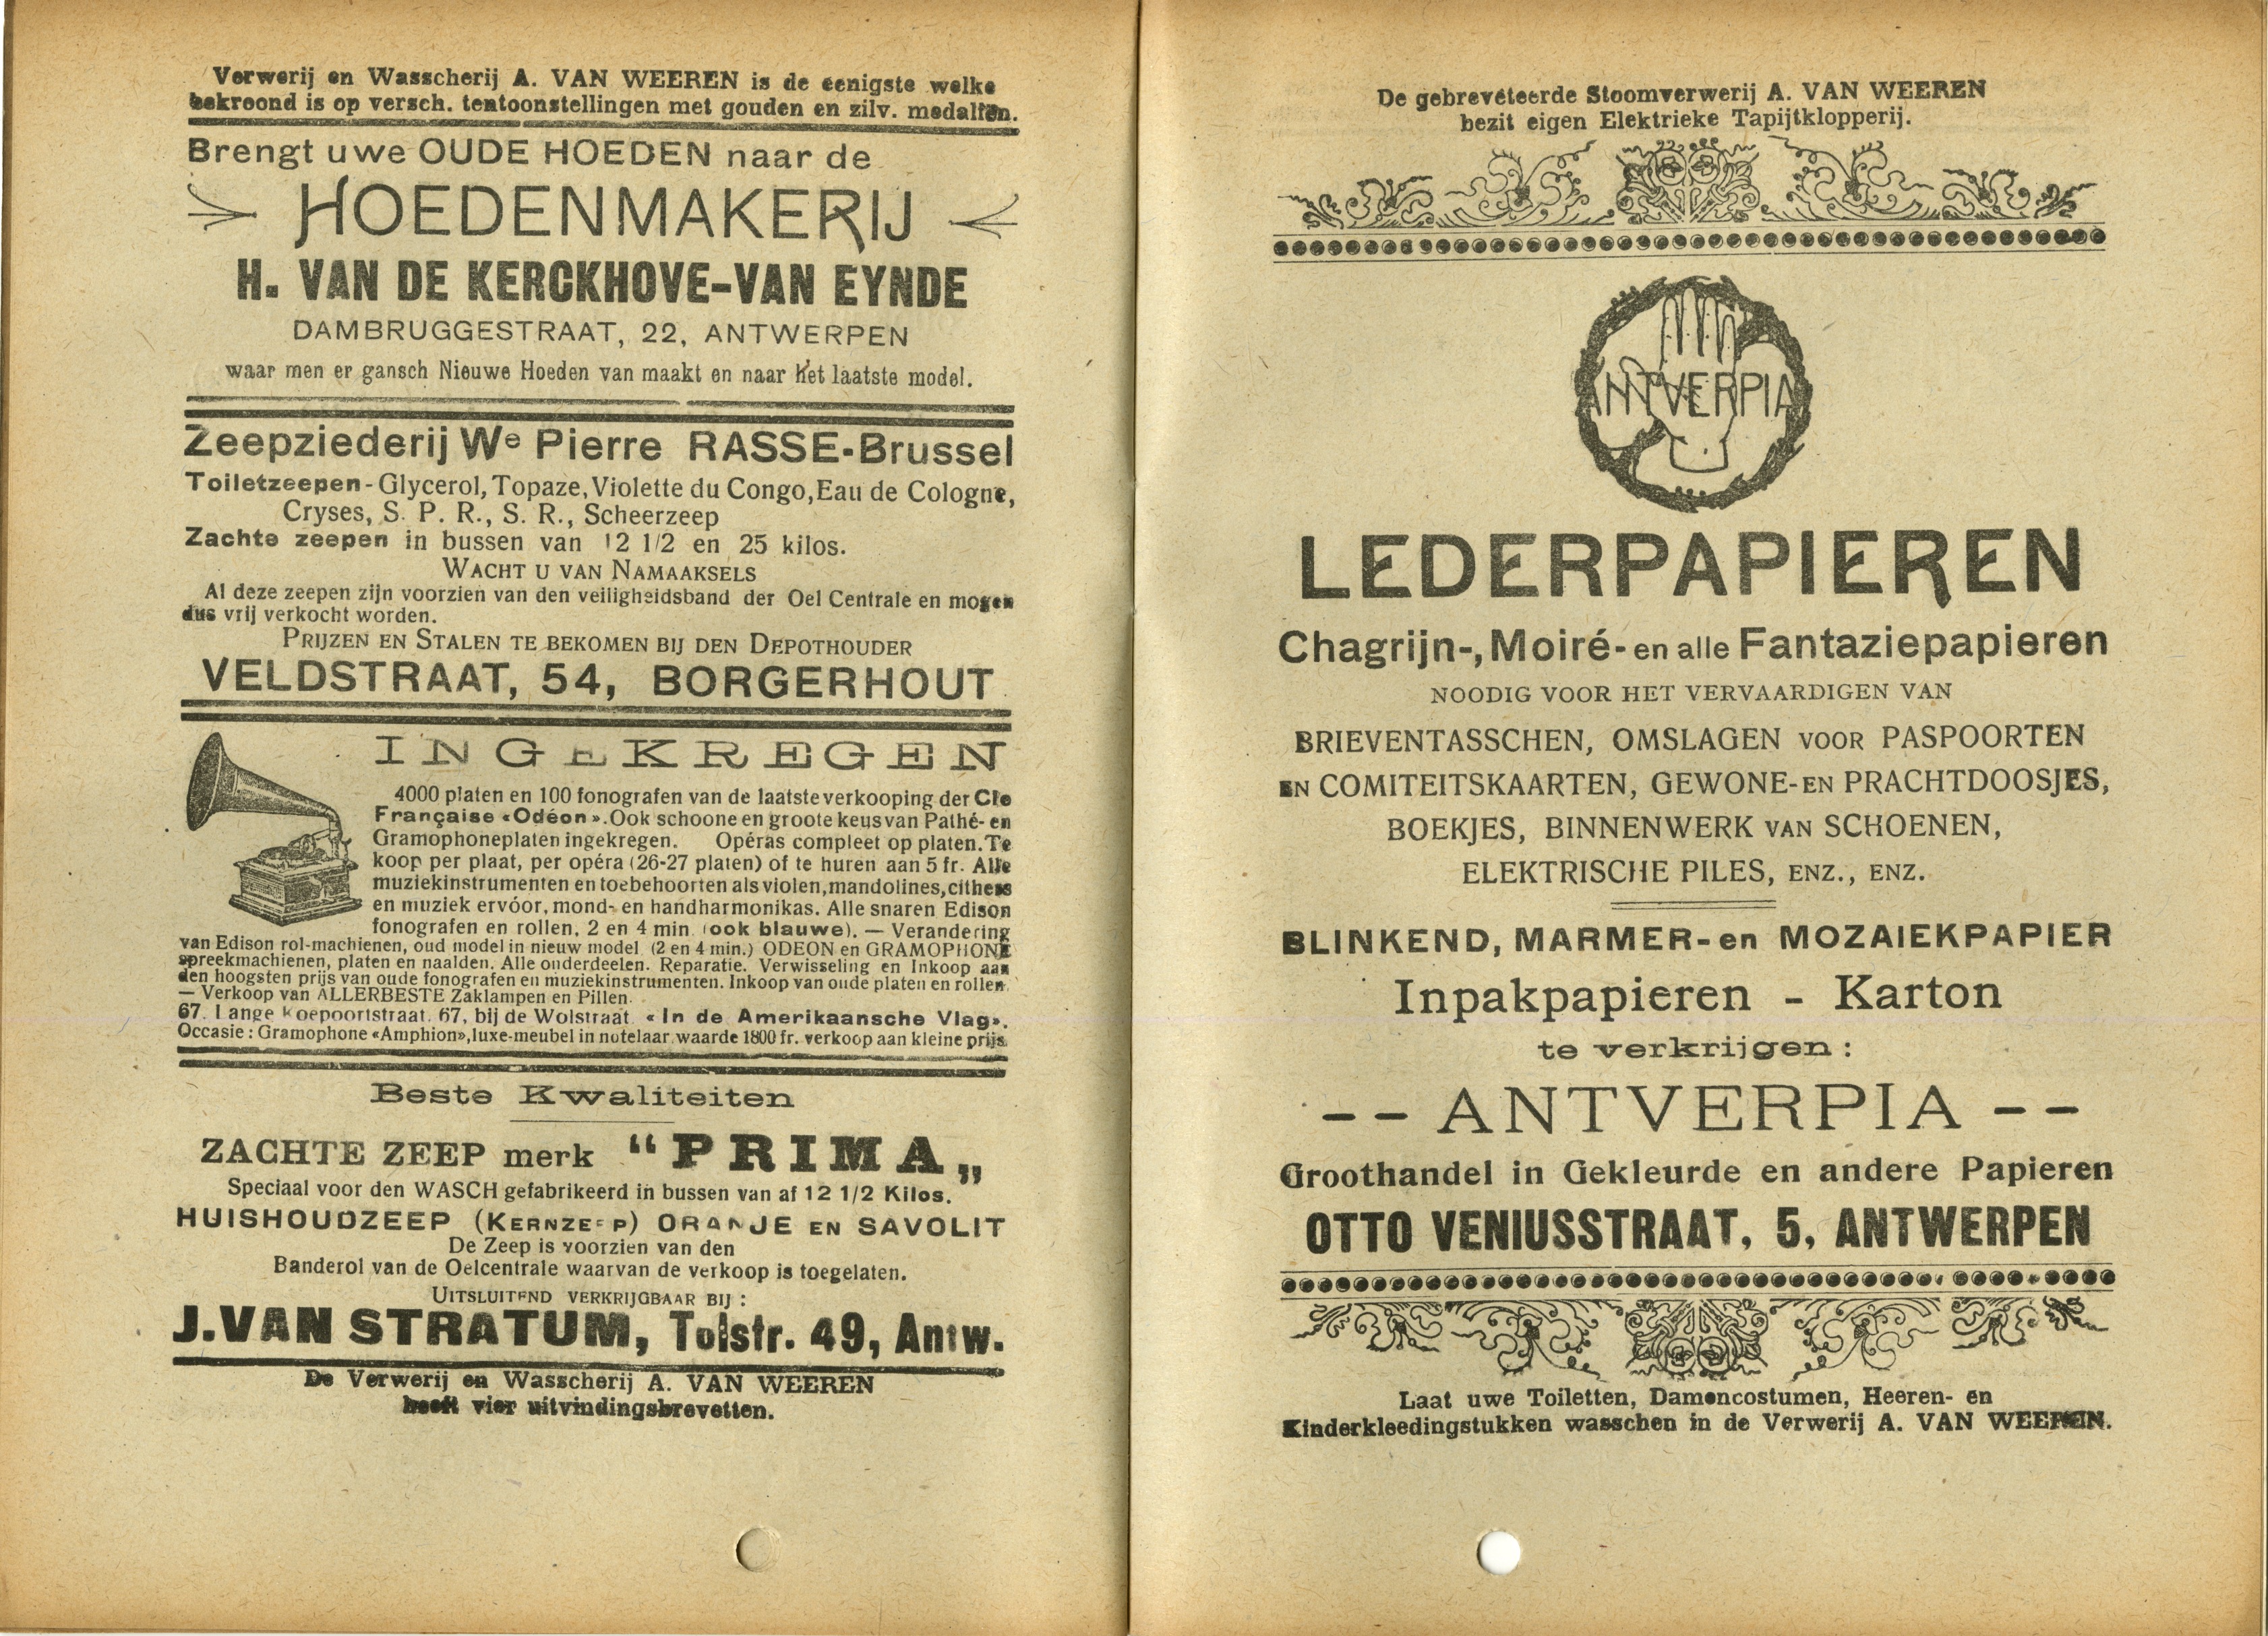 Verwerij en Wasscherij A. VAN WEEREN is de eenigste welke
bekroond is op versch. tentoonstellingen met gouden en zilv. medaliën.
Brengt uwe OUDE HOEDEN naar de
HOEDENMAKERIJ
H. VAN DE KERCKHOVE-VAN EYNDE
DAMBRUGGESTRAAT, 22, ANTWERPEN
waar men er gansch Nieuwe Hoeden van maakt en naar het laatste model.
Zeepziederij We Pierre RASSE-Brussel
Toiletzeepen - Glycerol, Topaze, Violette du Congo, Eau de Cologne,
Cryses, S. P. R., S. R., Scheerzeep
Zachte zeepen in bussen van 12 1/2 en 25 kilos.
WACHT U VAN NAMAAKSELS
Al deze zeepen zijn voorzien van den veiligheidsband der Oel Centrale en mogen
dus vrij verkocht worden.
PRIJZEN EN STALEN TE BEKOMEN BIJ DEN DEPOTHOUDER
VELDSTRAAT, 54, BORGERHOUT
INGEKREGEN
4000 platen en 100 fonografen van de laatste verkooping der Cie
Française «Odéon». Ook schoone en groote keus van Pathé- en
Gramophoneplaten ingekregen. Opéras compleet op platen. Te
koop per plaat, per opéra (26-27 platen) of te huren aan 5 fr. Alle
muziekinstrumenten en toebehoorten als violen, mandolines, cithers
en muziek ervóor, mond- en handharmonikas. Alle snaren Edison
fonografen en rollen, 2 en 4 min. (ook blauwe). — Verandering
van Edison rol-machienen, oud model in nieuw model (2 en 4 min.) ODEON en GRAMOPHONE
spreekmachienen, platen en naalden. Alle onderdeelen. Reparatie. Verwisseling en Inkoop aan
den hoogsten prijs van oude fonografen en muziekinstrumenten. Inkoop van oude platen en rollen.
— Verkoop van ALLERBESTE Zaklampen en Pillen.
67, Lange Koepoortstraat, 67, bij de Wolstraat «In de Amerikaansche Vlag».
Occasie : Gramophone «Amphion», luxe-meubel in notelaar waarde 1800 fr. verkoop aan kleine prijs
Beste Kwaliteiten
ZACHTE ZEEP merk “PRIMA„
Speciaal voor den WASCH gefabrikeerd in bussen van af 12 1/2 Kilos.
HUISHOUDZEEP (KERNZEEP) ORANJE EN SAVOLIT
De Zeep is voorzien van den
Banderol van de Oelcentrale waarvan de verkoop is toegelaten.
UITSLUITEND VERKRIJGBAAR BIJ :
J. VAN STRATUM, Tolstr. 49, Antw.
De Verwerij en Wasscherij A. VAN WEEREN
heeft vier uitvindingsbrevetten.
De gebreveteerde Stoomverwerij A. VAN WEEREN
bezit eigen Elektrieke Tapijtklopperij.
ANTVERPIA
LEDERPAPIEREN
Chagrijn-, Moiré- en alle Fantaziepapieren
NOODIG VOOR HET VERVAARDIGEN VAN
BRIEVENTASSCHEN, OMSLAGEN VOOR PASPOORTEN
EN COMITEITSKAARTEN, GEWONE- EN PRACHTDOOSJES,
BOEKJES, BINNENWERK VAN SCHOENEN,
ELEKTRISCHE PILES, ENZ., ENZ.
BLINKEND, MARMER- en MOZAIEKPAPIER
Inpakpapieren - Karton
te verkrijgen :
-- ANTVERPIA --
Groothandel in Gekleurde en andere Papieren
OTTO VENIUSSTRAAT, 5, ANTWERPEN
Laat uwe Toiletten, Damencostumen, Heeren- en
Kinderkleedingstukken wasschen in de Verwerij A. VAN WEEREN.